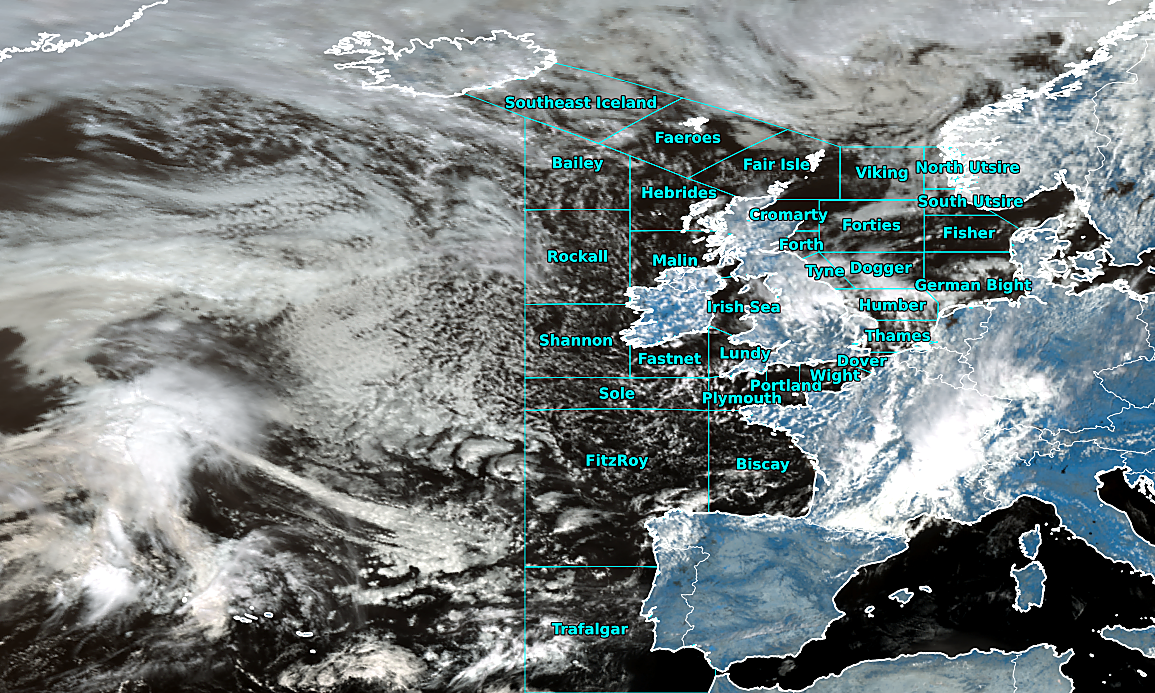 Southeast Iceland
Faeroes
Bailey
Fair Isle
Viking
North Utsire
Hebrides
South Utsire
Cromarty
Forties
Fisher
Forth
Rockall
Malin
Tyne
Dogger
German Bight
Irish Sea
Humber
Thames
Shannon
Fastnet
Lundy
Dover
Wight
Portland
Sole
Plymouth
FitzRoy
Biscay
Trafalgar